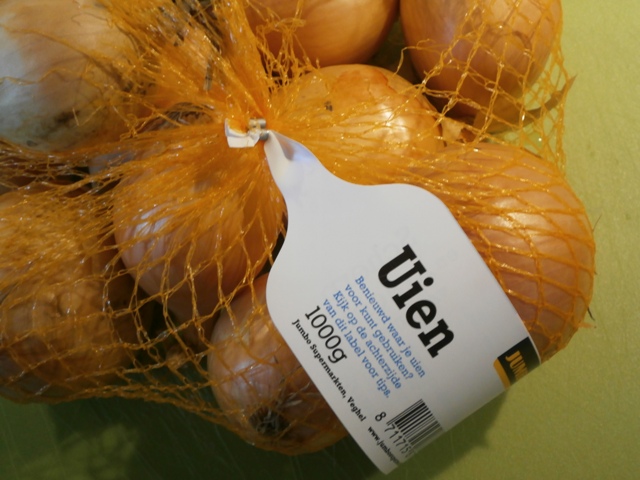 Uien
Benieuwd waar je uien
voor kunt gebruiken?
Kijk op de achterzijde
van dit label voor tips.
1000g
Jumbo Supermarkten, Veghel